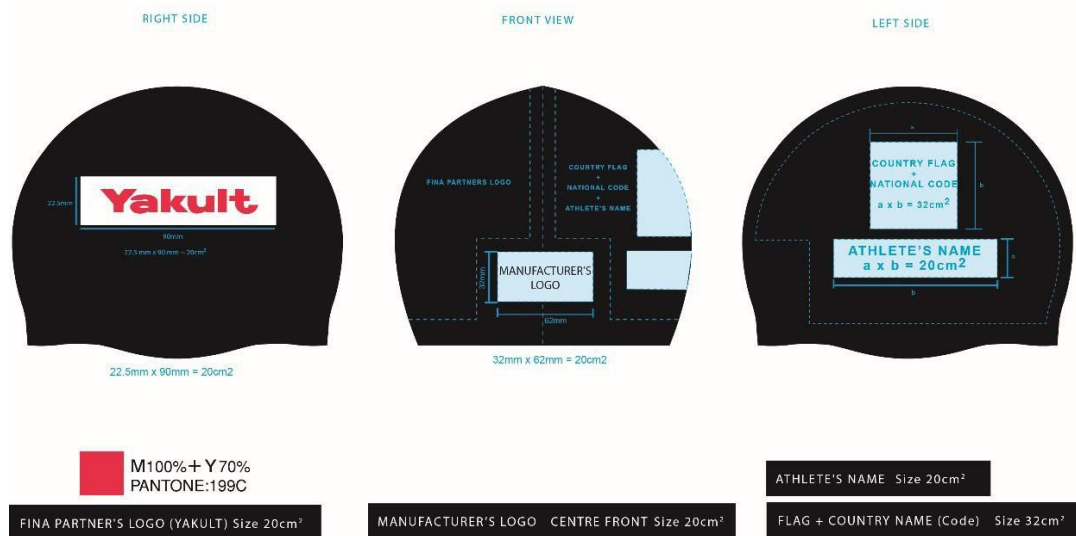 RIGHT SIDE
FRONT VIEW
LEFT SIDE
Yakult
22.5mm
90mm
22.5 mm x 90 mm = 20cm²
22.5mm x 90mm = 20cm2
FINA PARTNERS LOGO
COUNTRY FLAG
+
NATIONAL CODE
+
ATHLETE'S NAME
MANUFACTURER'S
LOGO
32mm
62mm
32mm x 62mm = 20cm2
a
COUNTRY FLAG
+
NATIONAL CODE
a x b = 32cm²
b
ATHLETE'S NAME
a x b = 20cm²
a
b
M100%+Y70%
PANTONE:199C
FINA PARTNER'S LOGO (YAKULT) Size 20cm²
MANUFACTURER'S LOGO CENTRE FRONT Size 20cm²
ATHLETE'S NAME Size 20cm²
FLAG + COUNTRY NAME (Code) Size 32cm²